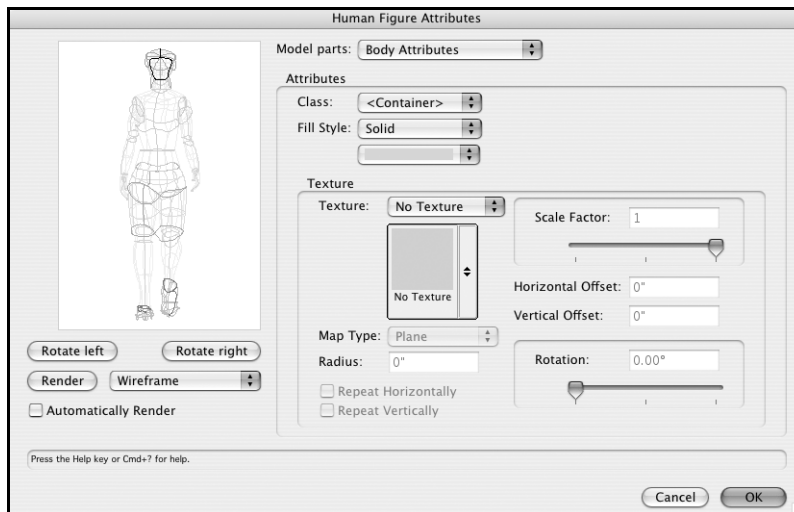 Human Figure Attributes
Model parts: Body Attributes
Attributes
Class: <Container>
Fill Style: Solid
Texture
Texture: No Texture
No Texture
Scale Factor: 1
Horizontal Offset: 0"
Vertical Offset: 0"
Map Type: Plane
Radius: 0"
Rotation: 0.00°
Repeat Horizontally
Repeat Vertically
Rotate left
Rotate right
Render
Wireframe
Automatically Render
Press the Help key or Cmd+? for help.
Cancel
OK